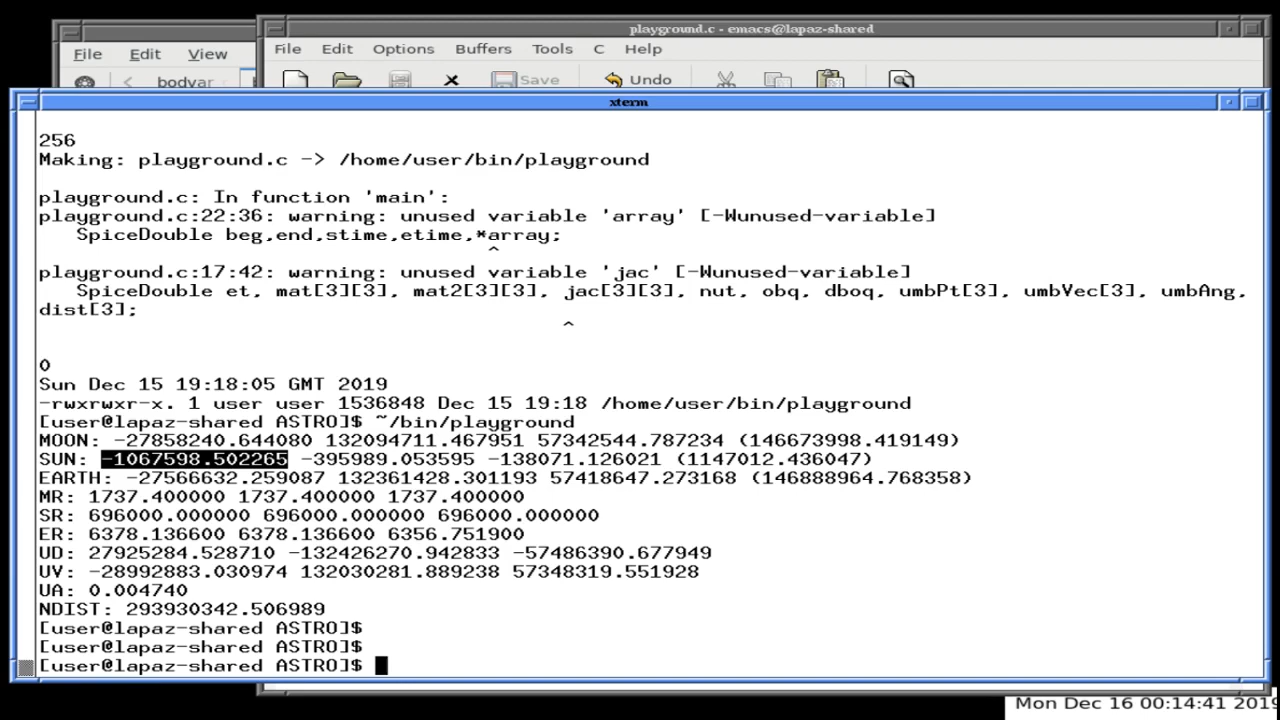 playground.c - emacs@lapaz-shared
File Edit View
File Edit Options Buffers Tools C Help
bodyvar
Save Undo
xterm
256
Making: playground.c -> /home/user/bin/playground
playground.c: In function 'main':
playground.c:22:36: warning: unused variable 'array' [-Wunused-variable]
SpiceDouble beg,end,stime,etime,*array;
^
playground.c:17:42: warning: unused variable 'jac' [-Wunused-variable]
SpiceDouble et, mat[3][3], mat2[3][3], jac[3][3], nut, obq, dboq, umbPt[3], umbVec[3], umbAng,
dist[3];
^
0
Sun Dec 15 19:18:05 GMT 2019
-rwxrwxr-x. 1 user user 1536848 Dec 15 19:18 /home/user/bin/playground
[user@lapaz-shared ASTRO]$ ~/bin/playground
MOON: -27858240.644080 132094711.467951 57342544.787234 (146673998.419149)
SUN: -1067598.502265 -395989.053595 -138071.126021 (1147012.436047)
EARTH: -27566632.259087 132361428.301193 57418647.273168 (146888964.768358)
MR: 1737.400000 1737.400000 1737.400000
SR: 696000.000000 696000.000000 696000.000000
ER: 6378.136600 6378.136600 6356.751900
UD: 27925284.528710 -132426270.942833 -57486390.677949
UV: -28992883.030974 132030281.889238 57348319.551928
UA: 0.004740
NDIST: 293930342.506989
[user@lapaz-shared ASTRO]$
[user@lapaz-shared ASTRO]$
[user@lapaz-shared ASTRO]$
Mon Dec 16 00:14:41 2019